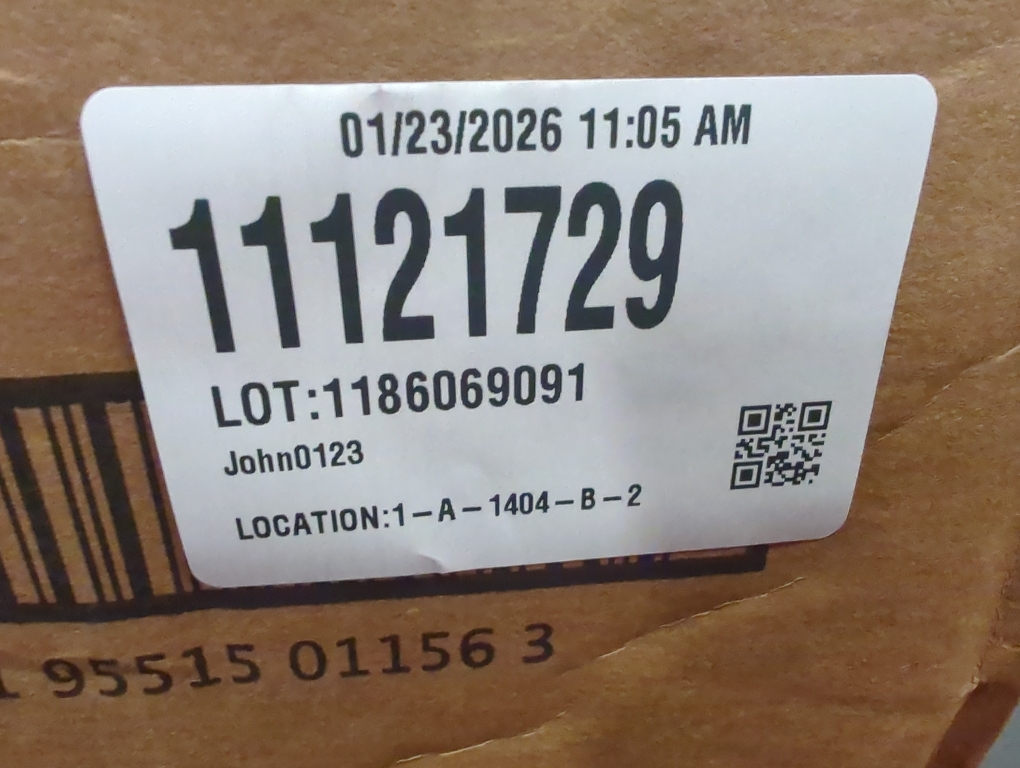 01/23/2026 11:05 AM
11121729
LOT:1186069091
John0123
LOCATION:1-A-1404-B-2
95515 01156 3